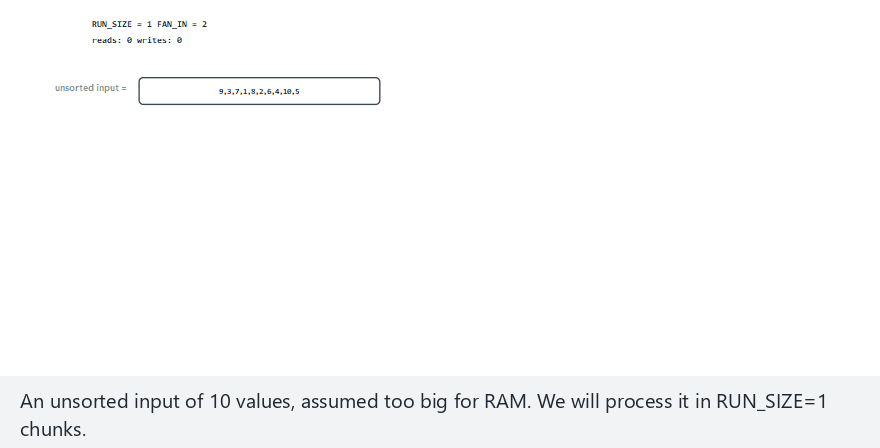 RUN_SIZE = 1 FAN_IN = 2
reads: 0 writes: 0
unsorted input =
9,3,7,1,8,2,6,4,10,5
An unsorted input of 10 values, assumed too big for RAM. We will process it in RUN_SIZE=1
chunks.